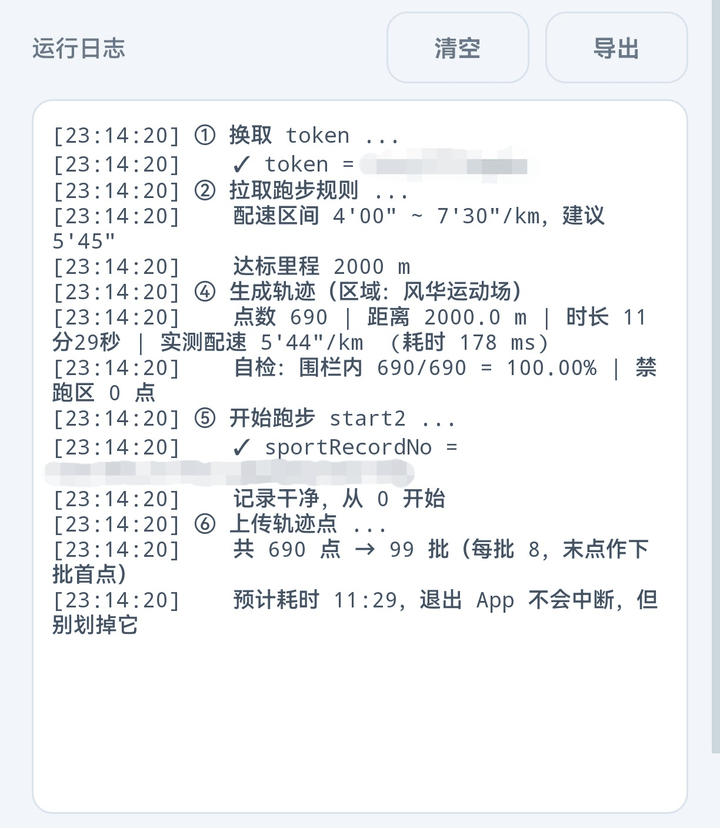 运行日志
清空
导出
[23:14:20] ① 换取 token ...
[23:14:20] ✓ token =
[23:14:20] ② 拉取跑步规则 ...
[23:14:20] 配速区间 4'00" ~ 7'30"/km，建议
5'45"
[23:14:20] 达标里程 2000 m
[23:14:20] ④ 生成轨迹（区域：风华运动场）
[23:14:20] 点数 690 | 距离 2000.0 m | 时长 11
分29秒 | 实测配速 5'44"/km （耗时 178 ms)
[23:14:20] 自检：围栏内 690/690 = 100.00% | 禁
跑区 0 点
[23:14:20] ⑤ 开始跑步 start2 ...
[23:14:20] ✓ sportRecordNo =
[23:14:20] 记录干净，从 0 开始
[23:14:20] ⑥ 上传轨迹点 ...
[23:14:20] 共 690 点 → 99 批（每批 8，末点作下
批首点）
[23:14:20] 预计耗时 11:29，退出 App 不会中断，但
别划掉它